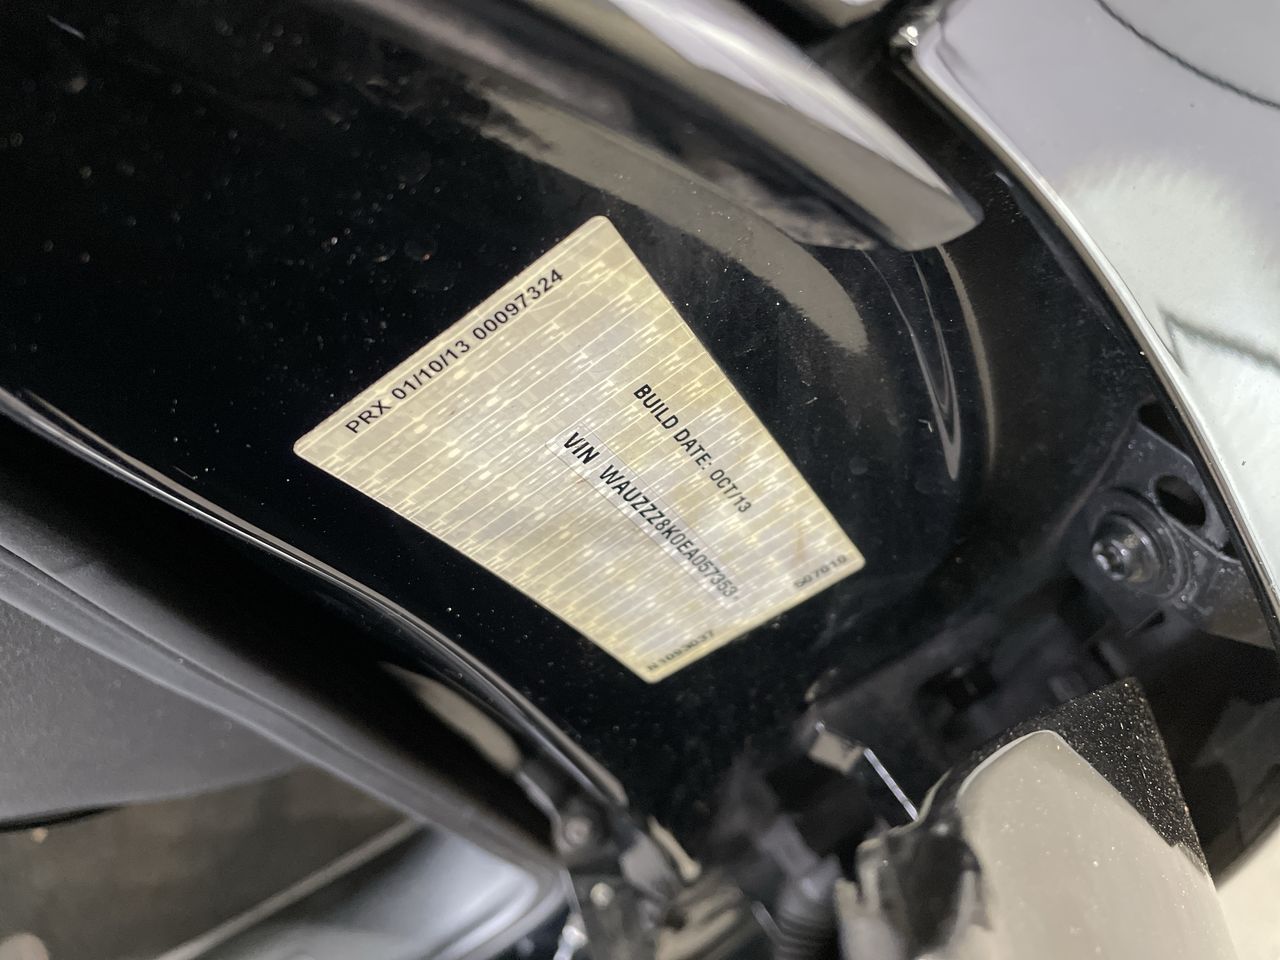 PRX 01/10/13 00097324
BUILD DATE: OCT/13
VIN WAUZZZ8K0EA057353
S07010
N1093037